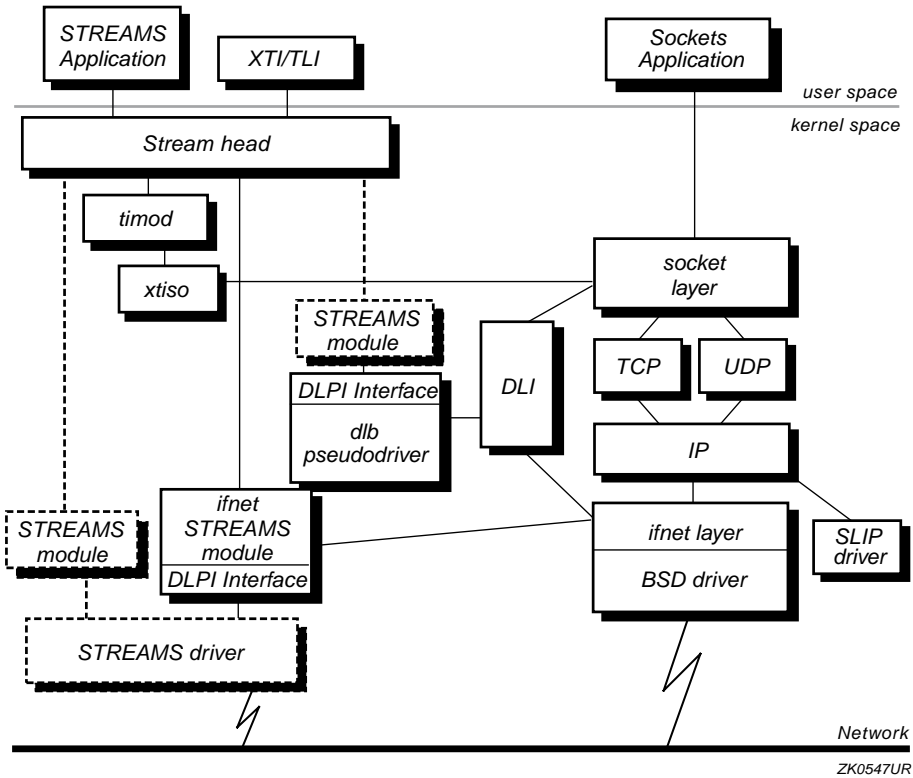 STREAMS
Application
XTI/TLI
Sockets
Application
user space
kernel space
Stream head
timod
xtiso
socket
layer
STREAMS
module
TCP
UDP
DLI
DLPI Interface
dlb
pseudodriver
IP
ifnet
STREAMS
module
DLPI Interface
STREAMS
module
ifnet layer
BSD driver
SLIP
driver
STREAMS driver
Network
ZK0547UR